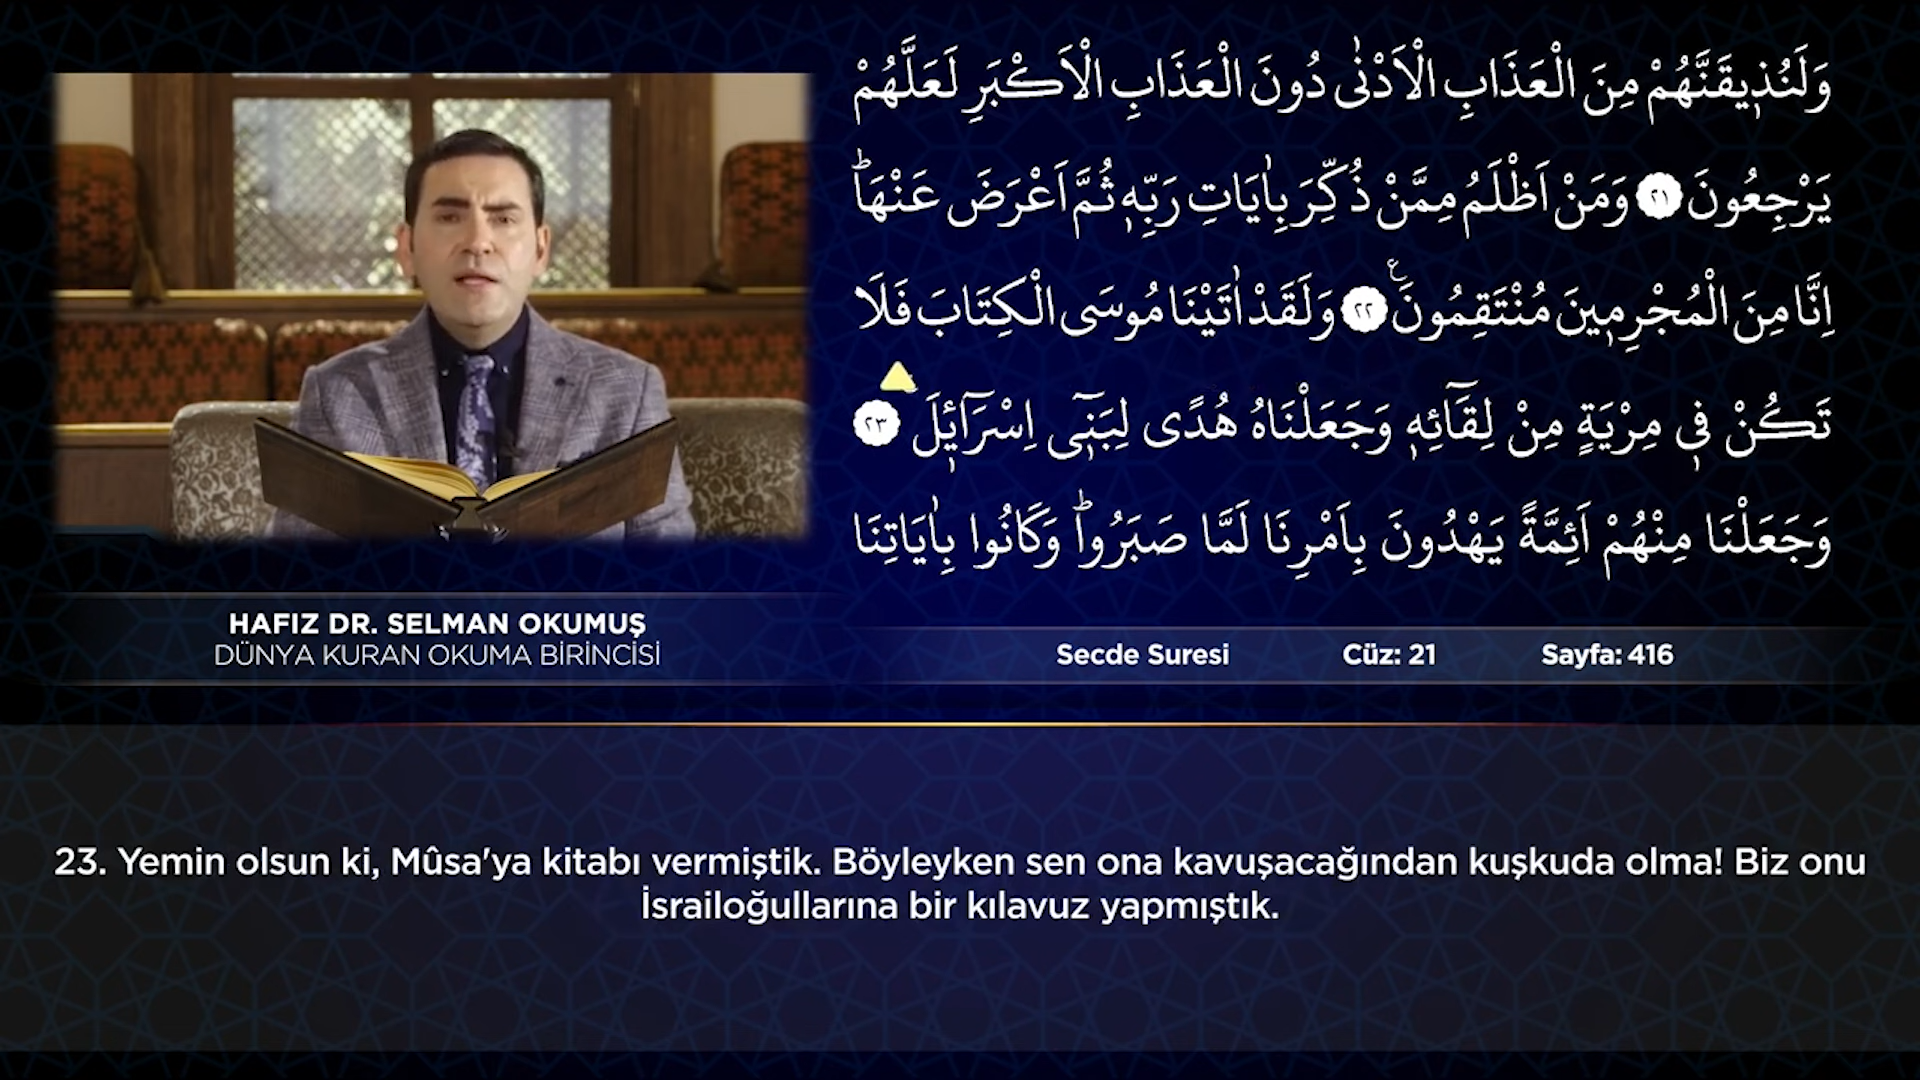 وَلَنُذ۪يقَنَّهُمْ مِنَ الْعَذَابِ الْاَدْنٰى دُونَ الْعَذَابِ الْاَكْبَرِ لَعَلَّهُمْ
يَرْجِعُونَ ﴿٢١﴾ وَمَنْ اَظْلَمُ مِمَّنْ ذُكِّرَ بِاٰيَاتِ رَبِّه۪ ثُمَّ اَعْرَضَ عَنْهَاۜ
اِنَّا مِنَ الْمُجْرِم۪ينَ مُنْتَقِمُونَ۟ ﴿٢٢﴾ وَلَقَدْ اٰتَيْنَا مُوسَى الْكِتَابَ فَلَا
تَكُنْ ف۪ي مِرْيَةٍ مِنْ لِقَٓائِه۪ وَجَعَلْنَاهُ هُدًى لِبَن۪ٓي اِسْرَٓائ۪لَ ﴿٢٣﴾
وَجَعَلْنَا مِنْهُمْ اَئِمَّةً يَهْدُونَ بِاَمْرِنَا لَمَّا صَبَرُواۜ وَكَانُوا بِاٰيَاتِنَا
HAFIZ DR. SELMAN OKUMUŞ
DÜNYA KURAN OKUMA BİRİNCİSİ
Secde Suresi Cüz: 21 Sayfa: 416
23. Yemin olsun ki, Mûsa'ya kitabı vermiştik. Böyleyken sen ona kavuşacağından kuşkuda olma! Biz onu
İsrailoğullarına bir kılavuz yapmıştık.